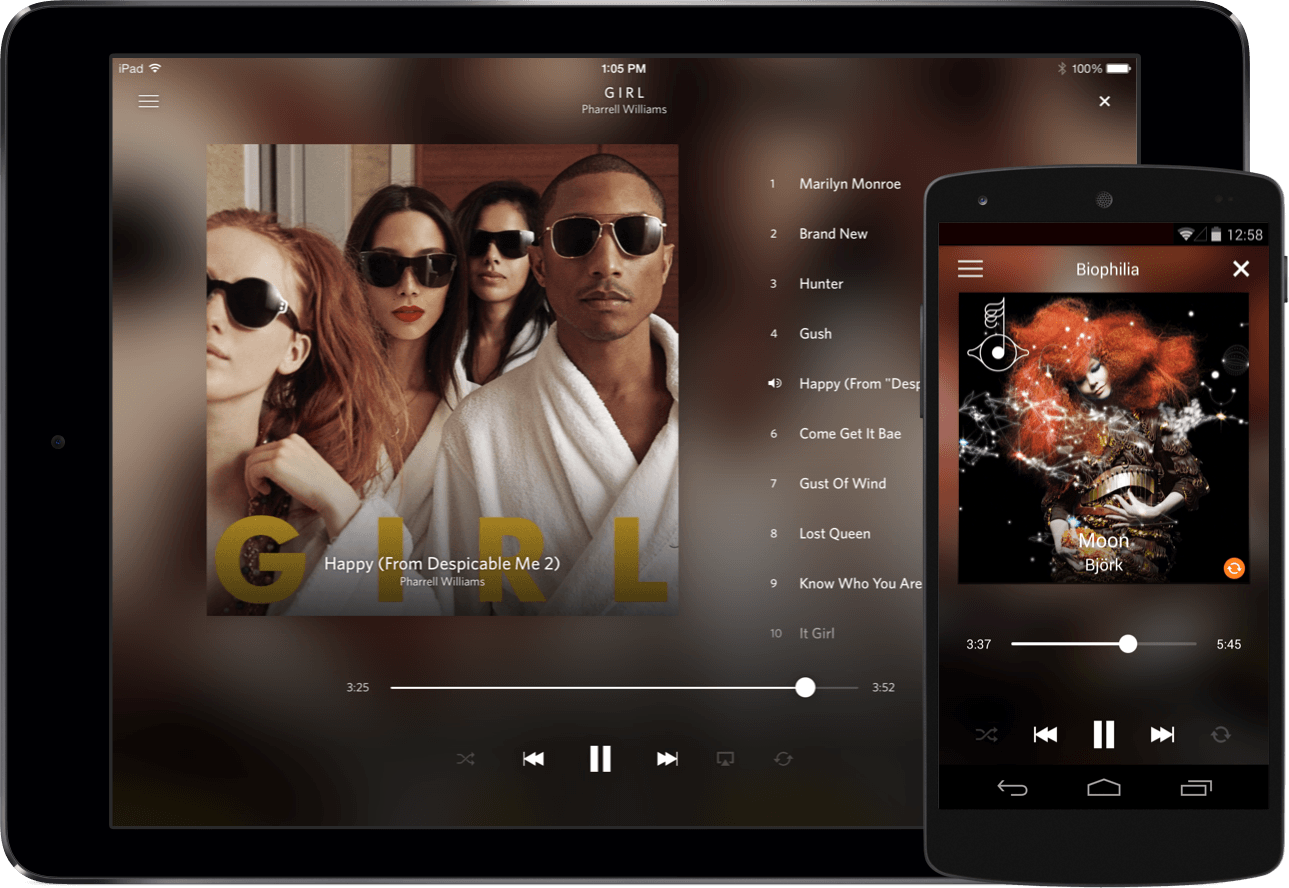 iPad
1:05 PM
100%
GIRL
Pharrell Williams
GIRL
Happy (From Despicable Me 2)
Pharrell Williams
1 Marilyn Monroe
2 Brand New
3 Hunter
4 Gush
Happy (From "Desp
6 Come Get It Bae
7 Gust Of Wind
8 Lost Queen
9 Know Who You Are
10 It Girl
3:25
3:52
12:58
Biophilia
Moon
Björk
3:37
5:45